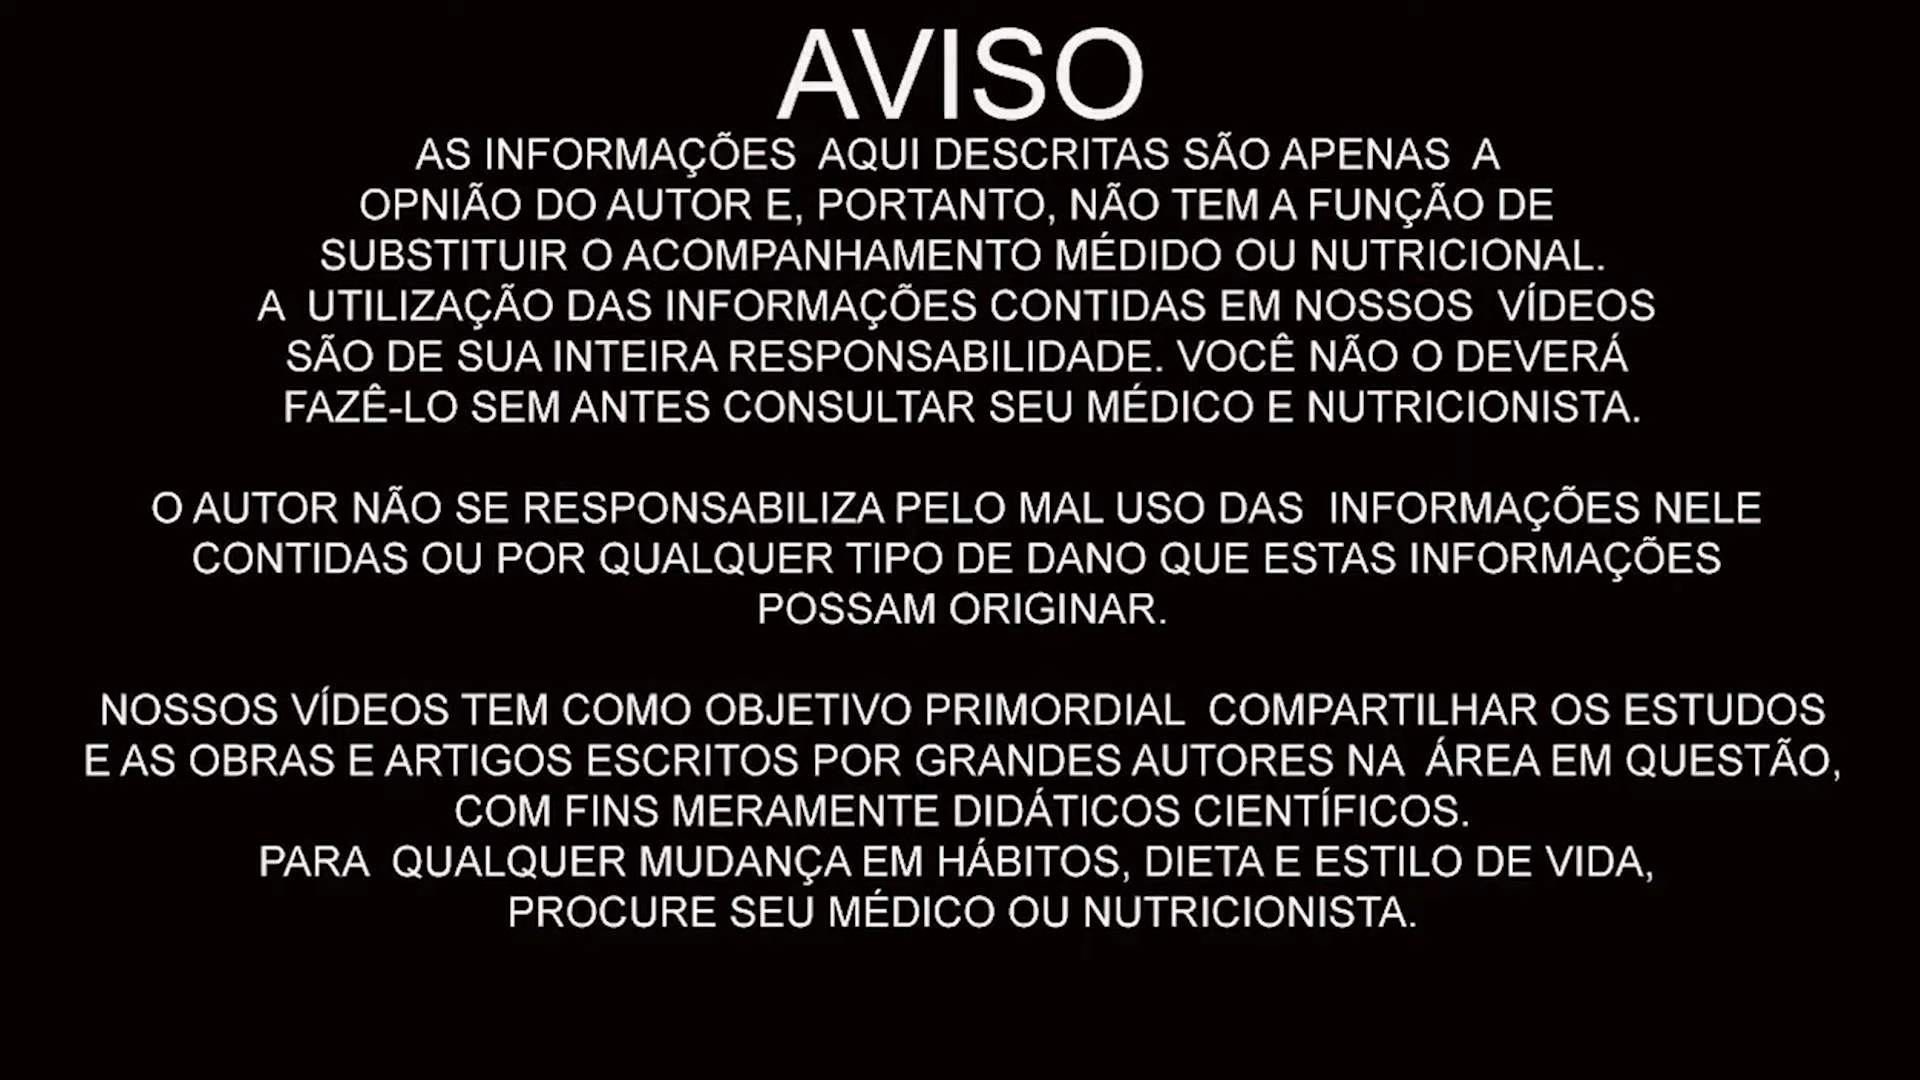 AVISO
AS INFORMAÇÕES AQUI DESCRITAS SÃO APENAS A
OPNIÃO DO AUTOR E, PORTANTO, NÃO TEM A FUNÇÃO DE
SUBSTITUIR O ACOMPANHAMENTO MÉDIDO OU NUTRICIONAL.
A UTILIZAÇÃO DAS INFORMAÇÕES CONTIDAS EM NOSSOS VÍDEOS
SÃO DE SUA INTEIRA RESPONSABILIDADE. VOCÊ NÃO O DEVERÁ
FAZÊ-LO SEM ANTES CONSULTAR SEU MÉDICO E NUTRICIONISTA.
O AUTOR NÃO SE RESPONSABILIZA PELO MAL USO DAS INFORMAÇÕES NELE
CONTIDAS OU POR QUALQUER TIPO DE DANO QUE ESTAS INFORMAÇÕES
POSSAM ORIGINAR.
NOSSOS VÍDEOS TEM COMO OBJETIVO PRIMORDIAL COMPARTILHAR OS ESTUDOS
E AS OBRAS E ARTIGOS ESCRITOS POR GRANDES AUTORES NA ÁREA EM QUESTÃO,
COM FINS MERAMENTE DIDÁTICOS CIENTÍFICOS.
PARA QUALQUER MUDANÇA EM HÁBITOS, DIETA E ESTILO DE VIDA,
PROCURE SEU MÉDICO OU NUTRICIONISTA.